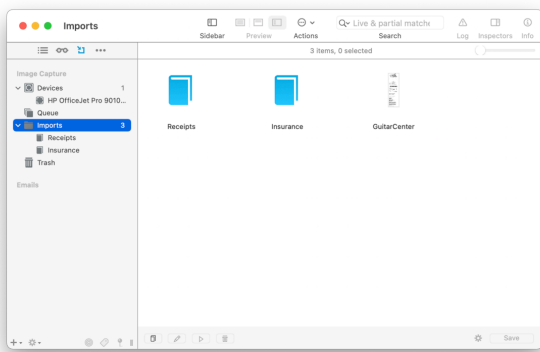 Imports
Sidebar
Preview
Actions
Live & partial matche
Search
Log
Inspectors
Info
3 items, 0 selected
Image Capture
Devices 1
HP OfficeJet Pro 9010...
Queue
Imports 3
Receipts
Insurance
Trash
Emails
Receipts
Insurance
GuitarCenter
Save